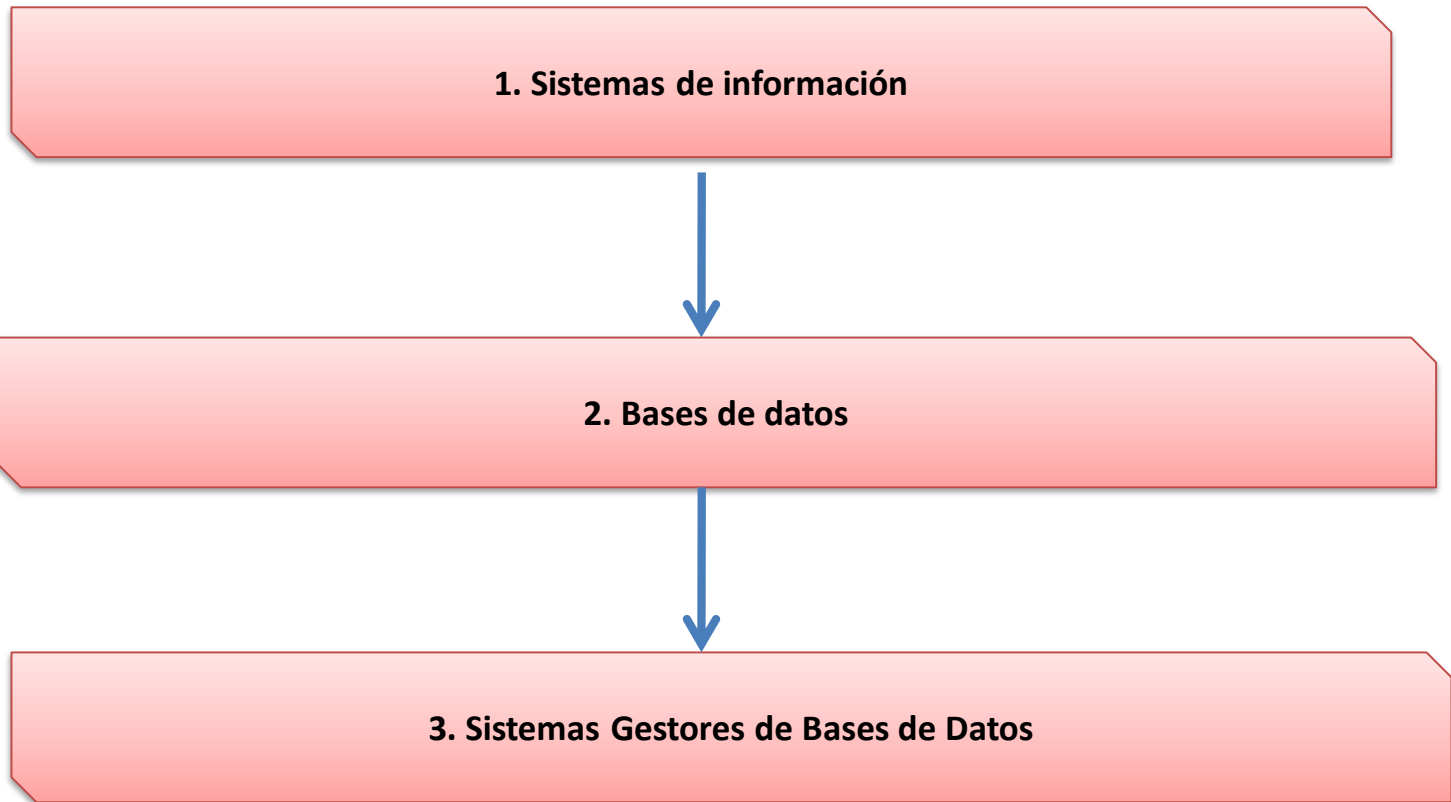 1. Sistemas de información
2. Bases de datos
3. Sistemas Gestores de Bases de Datos